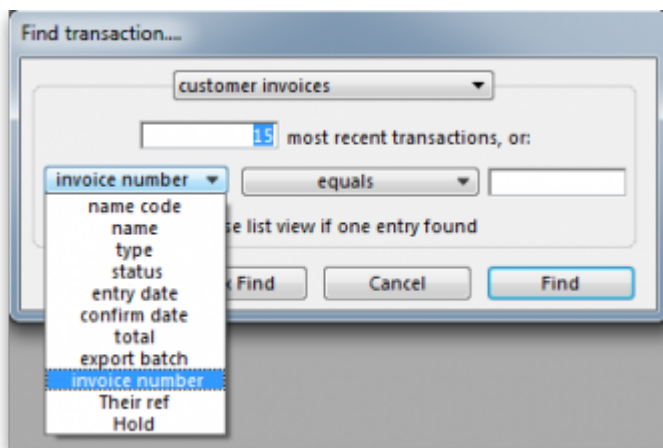 Find transaction....
customer invoices
15 most recent transactions, or:
invoice number equals
name code
name
se list view if one entry found
type
status
entry date
Find Cancel Find
confirm date
total
export batch
invoice number
Their ref
Hold